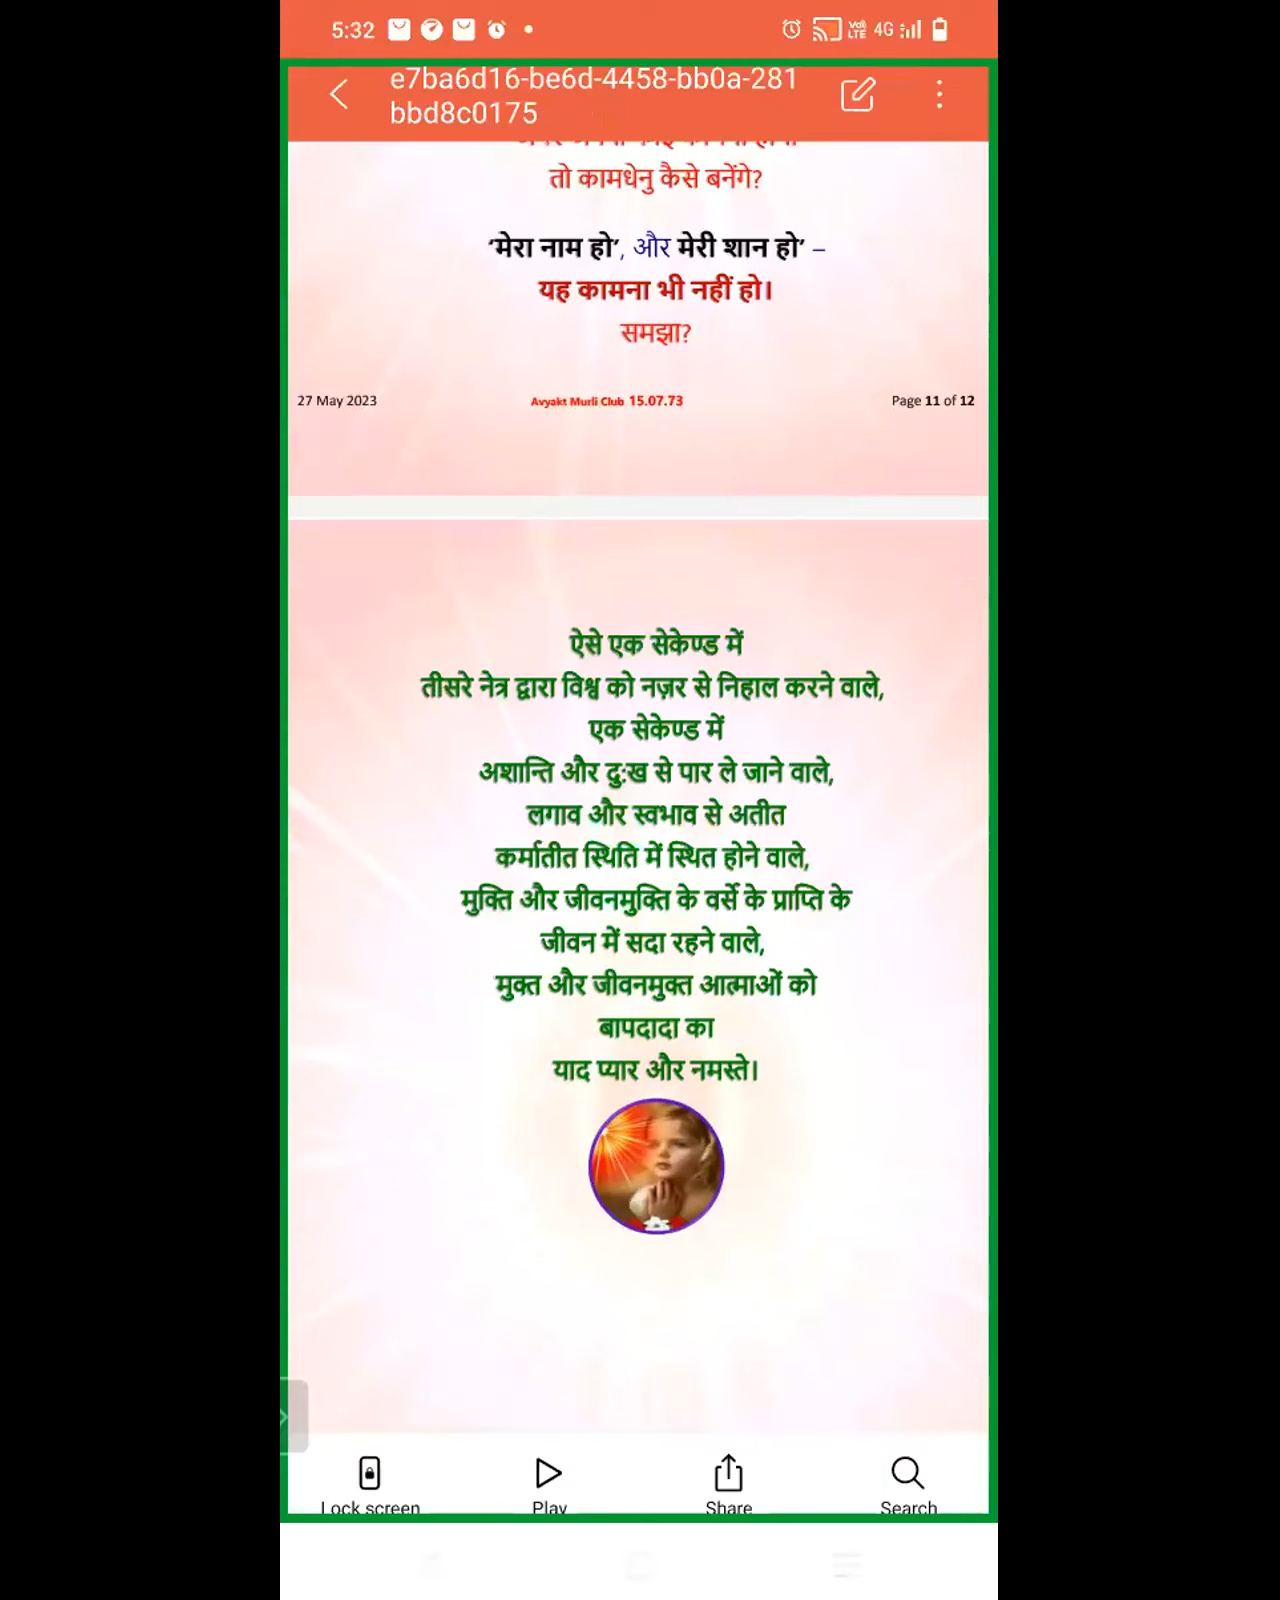 5:32 4G
e7ba6d16-be6d-4458-bb0a-281
bbd8c0175
तो कामधेनु कैसे बनेंगे?
‘मेरा नाम हो’, और मेरी शान हो’ –
यह कामना भी नहीं हो।
समझा?
27 May 2023 Avyakt Murli Club 15.07.73 Page 11 of 12
ऐसे एक सेकेण्ड में
तीसरे नेत्र द्वारा विश्व को नज़र से निहाल करने वाले,
एक सेकेण्ड में
अशान्ति और दु:ख से पार ले जाने वाले,
लगाव और स्वभाव से अतीत
कर्मातीत स्थिति में स्थित होने वाले,
मुक्ति और जीवनमुक्ति के वर्से के प्राप्ति के
जीवन में सदा रहने वाले,
मुक्त और जीवनमुक्त आत्माओं को
बापदादा का
याद प्यार और नमस्ते।
Lock screen Play Share Search